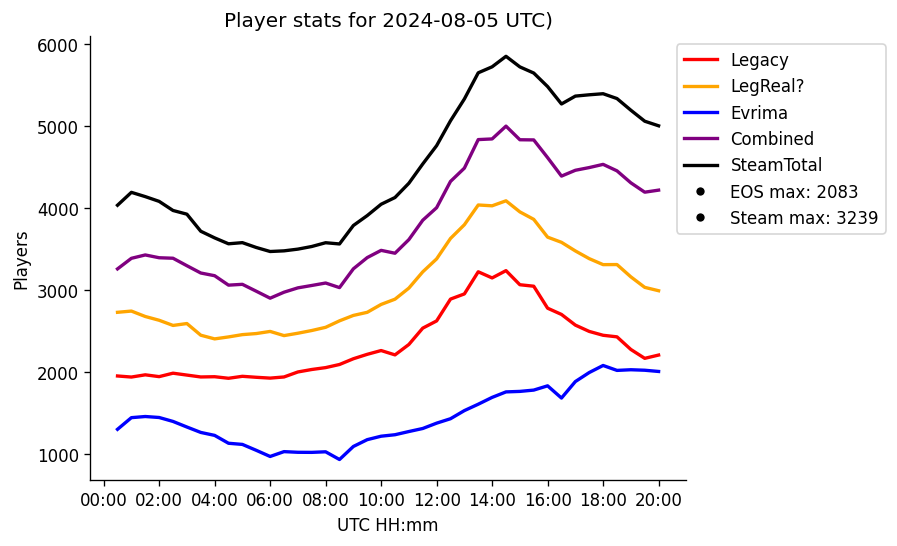 Player stats for 2024-08-05 UTC)
6000
5000
4000
3000
2000
1000
Players
00:00 02:00 04:00 06:00 08:00 10:00 12:00 14:00 16:00 18:00 20:00
UTC HH:mm
Legacy
LegReal?
Evrima
Combined
SteamTotal
EOS max: 2083
Steam max: 3239